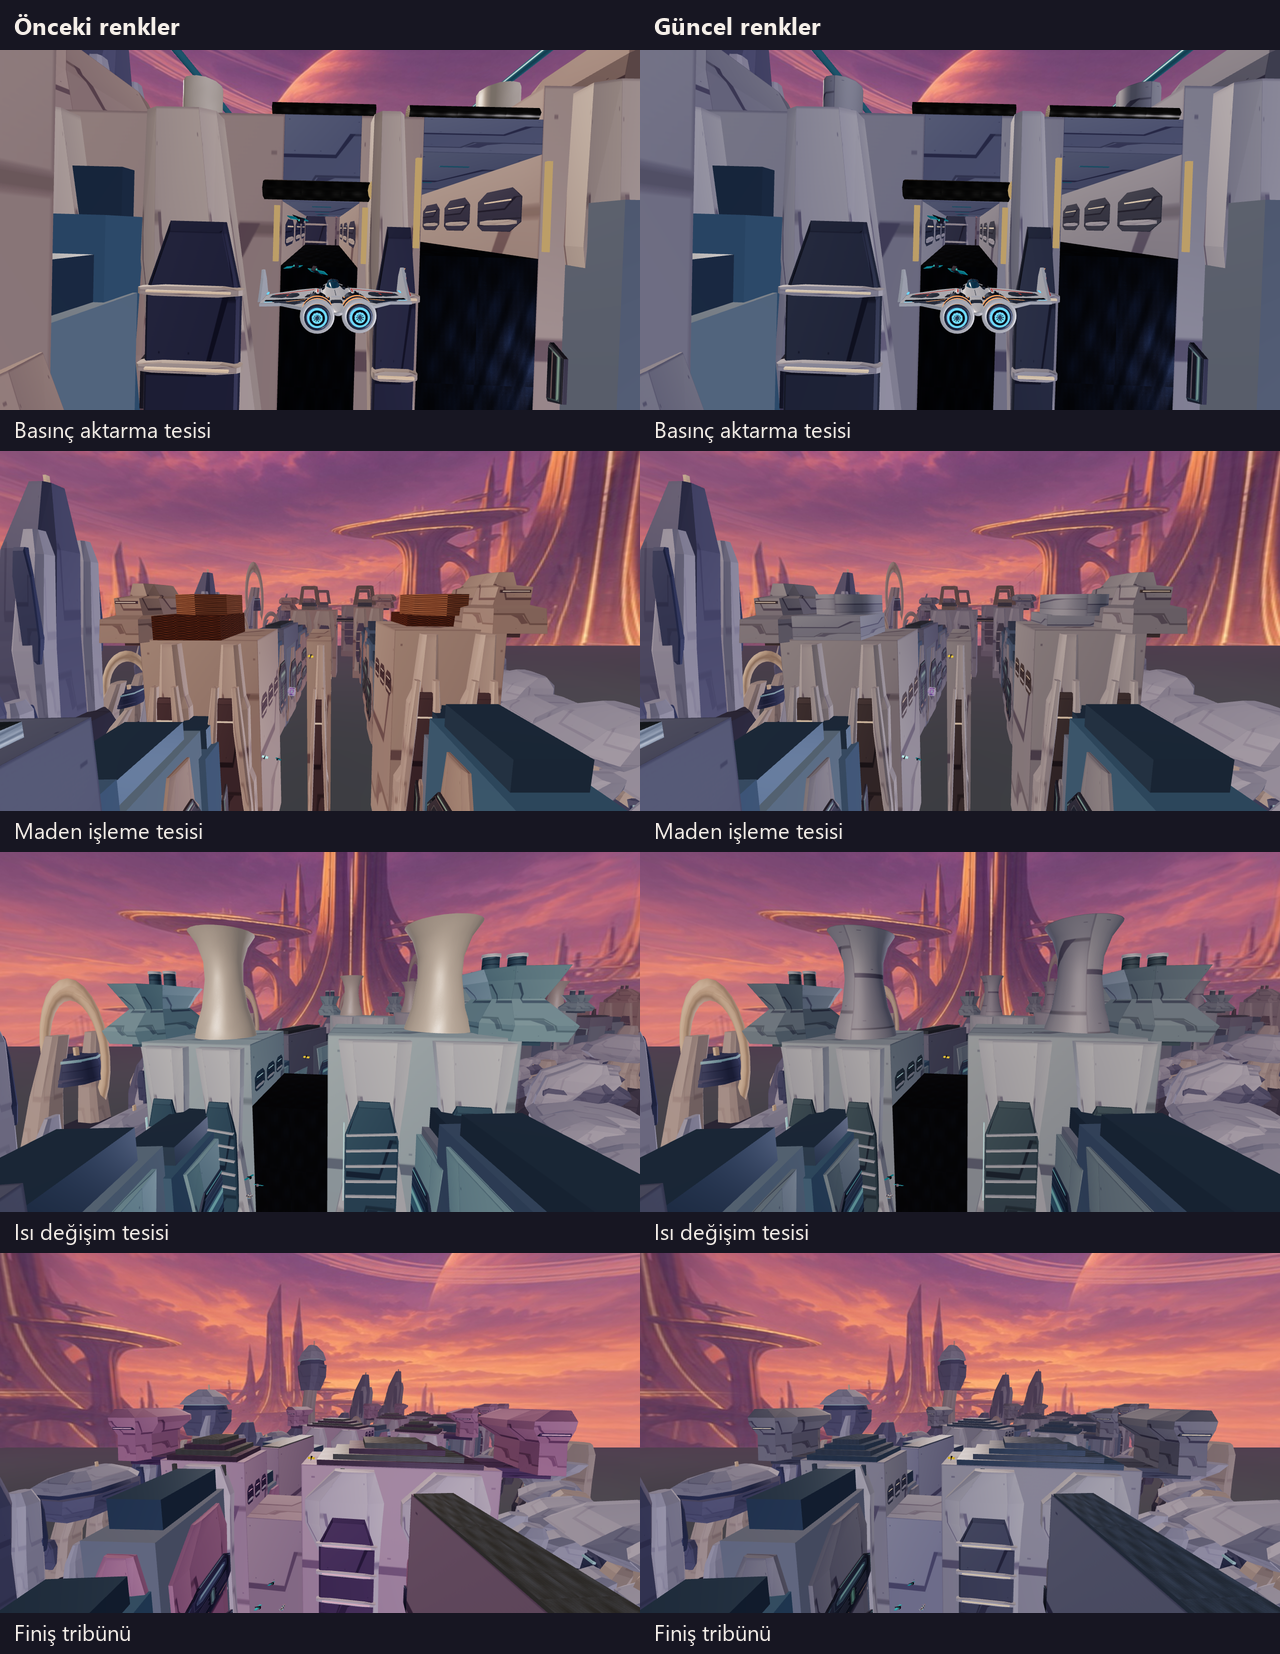 Önceki renkler
Güncel renkler
Basınç aktarma tesisi
Basınç aktarma tesisi
Maden işleme tesisi
Maden işleme tesisi
Isı değişim tesisi
Isı değişim tesisi
Finiş tribünü
Finiş tribünü